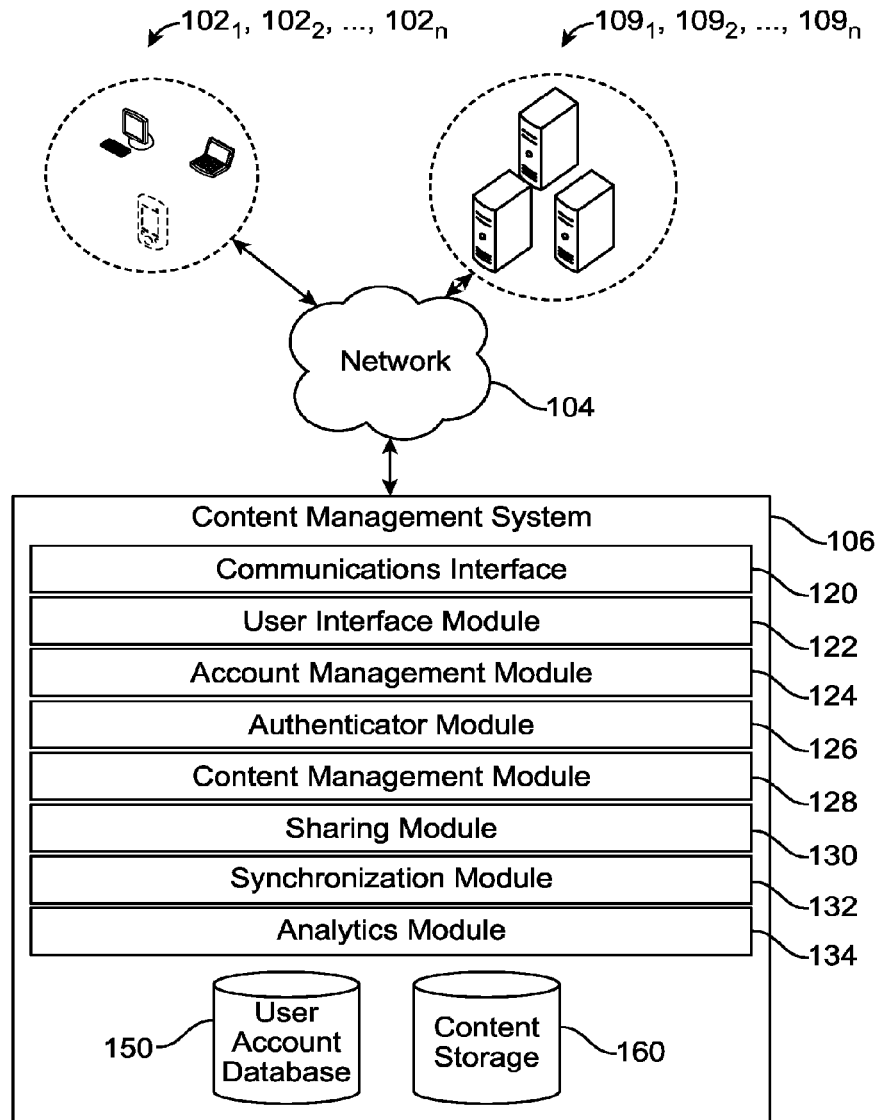 102₁, 102₂, ..., 102ₙ
109₁, 109₂, ..., 109ₙ
Network
104
Content Management System
106
Communications Interface
120
User Interface Module
122
Account Management Module
124
Authenticator Module
126
Content Management Module
128
Sharing Module
130
Synchronization Module
132
Analytics Module
134
150
User
Account
Database
Content
Storage
160